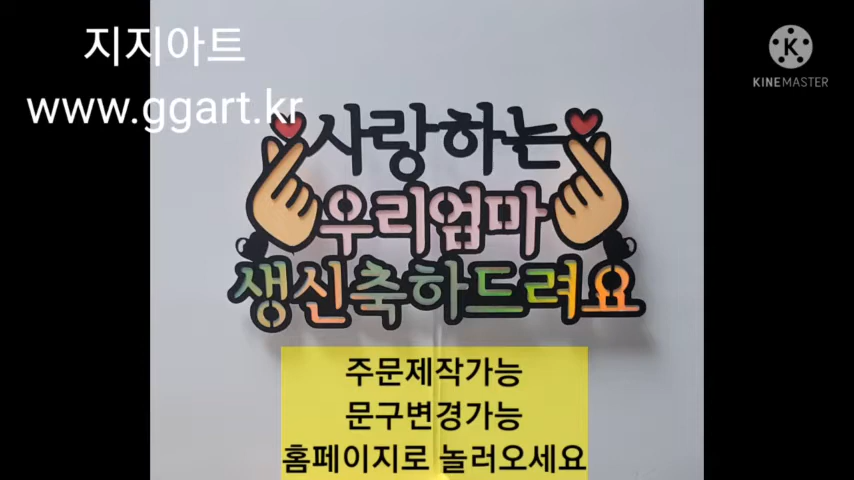 지지아트
www.ggart.kr
KINEMASTER
사랑하는
우리엄마
생신축하드려요
주문제작가능
문구변경가능
홈페이지로 놀러오세요